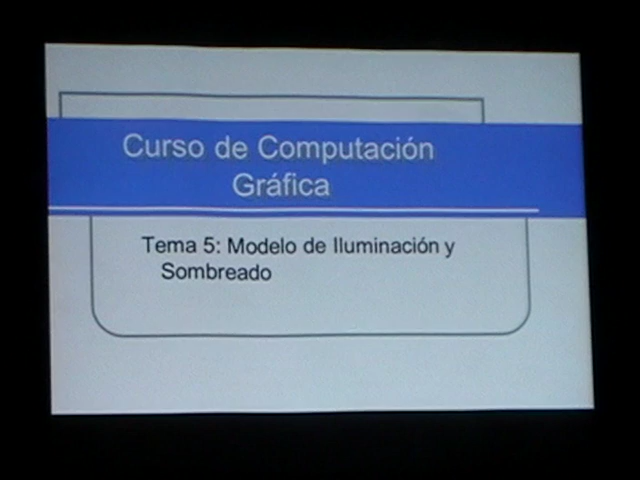 Curso de Computación
Gráfica
Tema 5: Modelo de Iluminación y
Sombreado